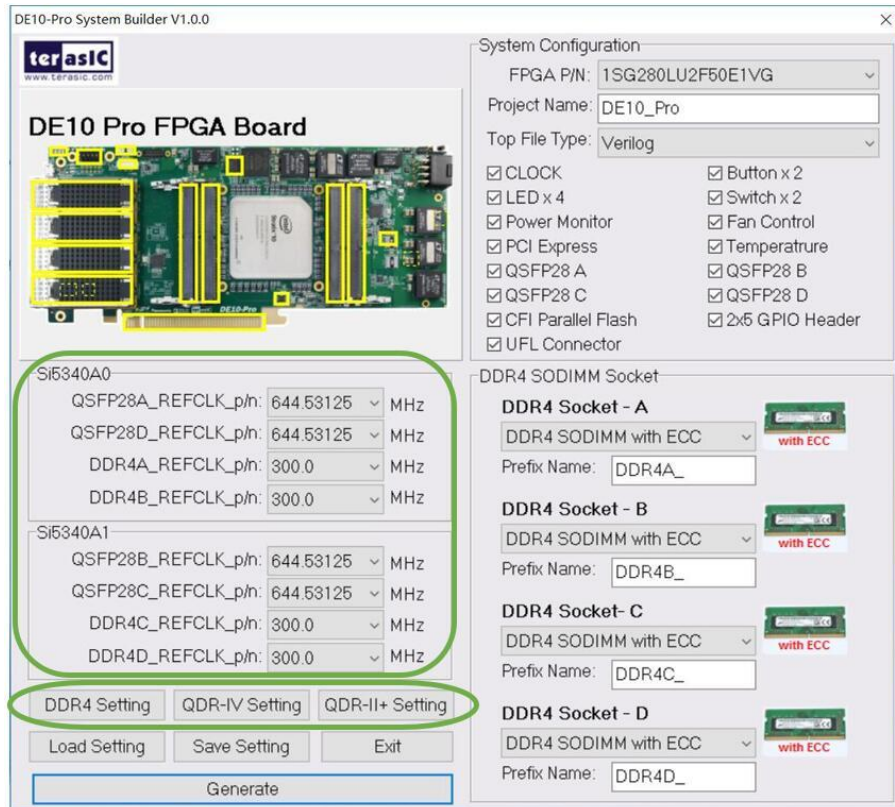 DE10-Pro System Builder V1.0.0
terasic
www.terasic.com
DE10 Pro FPGA Board
DE10-Pro
System Configuration
FPGA P/N: 1SG280LU2F50E1VG
Project Name: DE10_Pro
Top File Type: Verilog
CLOCK Button x 2
LED x 4 Switch x 2
Power Monitor Fan Control
PCI Express Temperatrure
QSFP28 A QSFP28 B
QSFP28 C QSFP28 D
CFI Parallel Flash 2x5 GPIO Header
UFL Connector
Si5340A0
QSFP28A_REFCLK_p/n: 644.53125 MHz
QSFP28D_REFCLK_p/n: 644.53125 MHz
DDR4A_REFCLK_p/n: 300.0 MHz
DDR4B_REFCLK_p/n: 300.0 MHz
Si5340A1
QSFP28B_REFCLK_p/n: 644.53125 MHz
QSFP28C_REFCLK_p/n: 644.53125 MHz
DDR4C_REFCLK_p/n: 300.0 MHz
DDR4D_REFCLK_p/n: 300.0 MHz
DDR4 Setting QDR-IV Setting QDR-II+ Setting
Load Setting Save Setting Exit
Generate
DDR4 SODIMM Socket
DDR4 Socket - A
DDR4 SODIMM with ECC
with ECC
Prefix Name: DDR4A_
DDR4 Socket - B
DDR4 SODIMM with ECC
with ECC
Prefix Name: DDR4B_
DDR4 Socket- C
DDR4 SODIMM with ECC
with ECC
Prefix Name: DDR4C_
DDR4 Socket - D
DDR4 SODIMM with ECC
with ECC
Prefix Name: DDR4D_